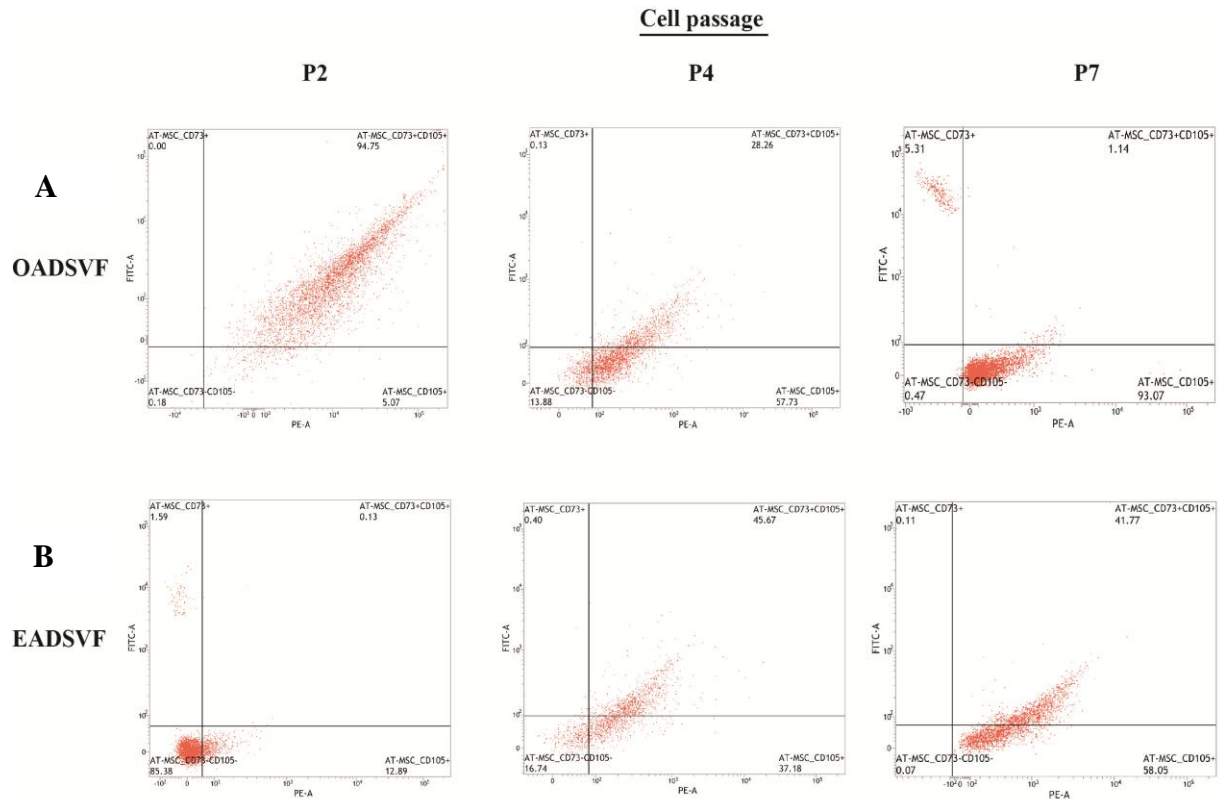 Cell passage
P2
P4
P7
A
OADSVF
AT-MSC_CD73+
0.00
AT-MSC_CD73+CD105+
94.75
FITC-A
AT-MSC_CD73-CD105-
0.18
AT-MSC_CD105+
5.07
PE-A
AT-MSC_CD73+
0.13
AT-MSC_CD73+CD105+
28.26
FITC-A
AT-MSC_CD73-CD105-
13.88
AT-MSC_CD105+
57.73
PE-A
AT-MSC_CD73+
5.31
AT-MSC_CD73+CD105+
1.14
FITC-A
AT-MSC_CD73-CD105-
0.47
AT-MSC_CD105+
93.07
PE-A
B
EADSVF
AT-MSC_CD73+
1.59
AT-MSC_CD73+CD105+
0.13
FITC-A
AT-MSC_CD73-CD105-
85.38
AT-MSC_CD105+
12.89
PE-A
AT-MSC_CD73+
0.40
AT-MSC_CD73+CD105+
45.67
FITC-A
AT-MSC_CD73-CD105-
16.74
AT-MSC_CD105+
37.18
PE-A
AT-MSC_CD73+
0.11
AT-MSC_CD73+CD105+
41.77
FITC-A
AT-MSC_CD73-CD105-
0.07
AT-MSC_CD105+
58.05
PE-A